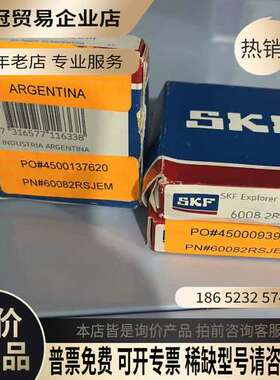 冠贸易企业店
年老店 专业服务
热销
ARGENTINA
7 316577 116338
INDUSTRIA ARGENTINA
PO#4500137620
PN#60082RSJEM
SKF
SKF Explorer
6008 2R
PO#45000939
PN#60082RSJEM
186 5232 574
价
品
本店皆是询价产品 拍前咨询客服
普票免费 可开专票 稀缺型号请咨